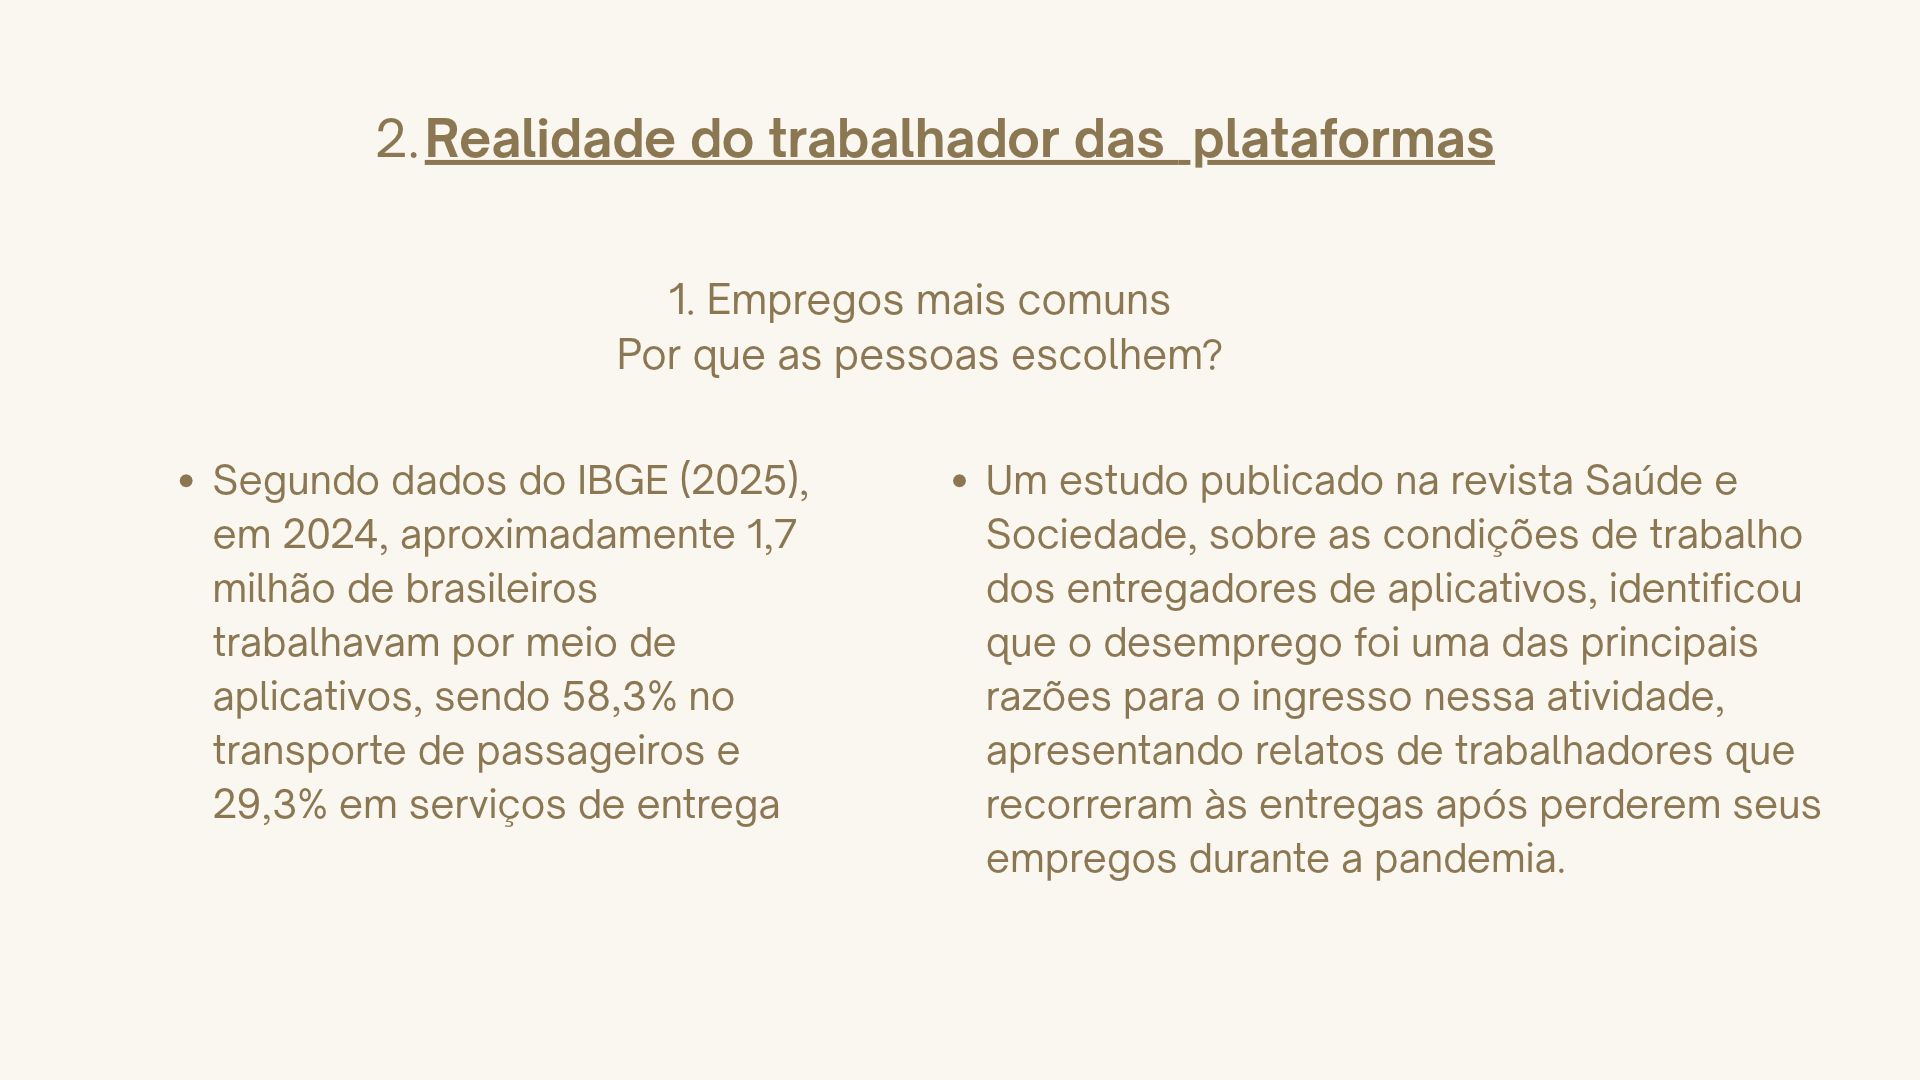 2. Realidade do trabalhador das  plataformas
1. Empregos mais comuns
Por que as pessoas escolhem?
• Segundo dados do IBGE (2025),
em 2024, aproximadamente 1,7
milhão de brasileiros
trabalhavam por meio de
aplicativos, sendo 58,3% no
transporte de passageiros e
29,3% em serviços de entrega
• Um estudo publicado na revista Saúde e
Sociedade, sobre as condições de trabalho
dos entregadores de aplicativos, identificou
que o desemprego foi uma das principais
razões para o ingresso nessa atividade,
apresentando relatos de trabalhadores que
recorreram às entregas após perderem seus
empregos durante a pandemia.